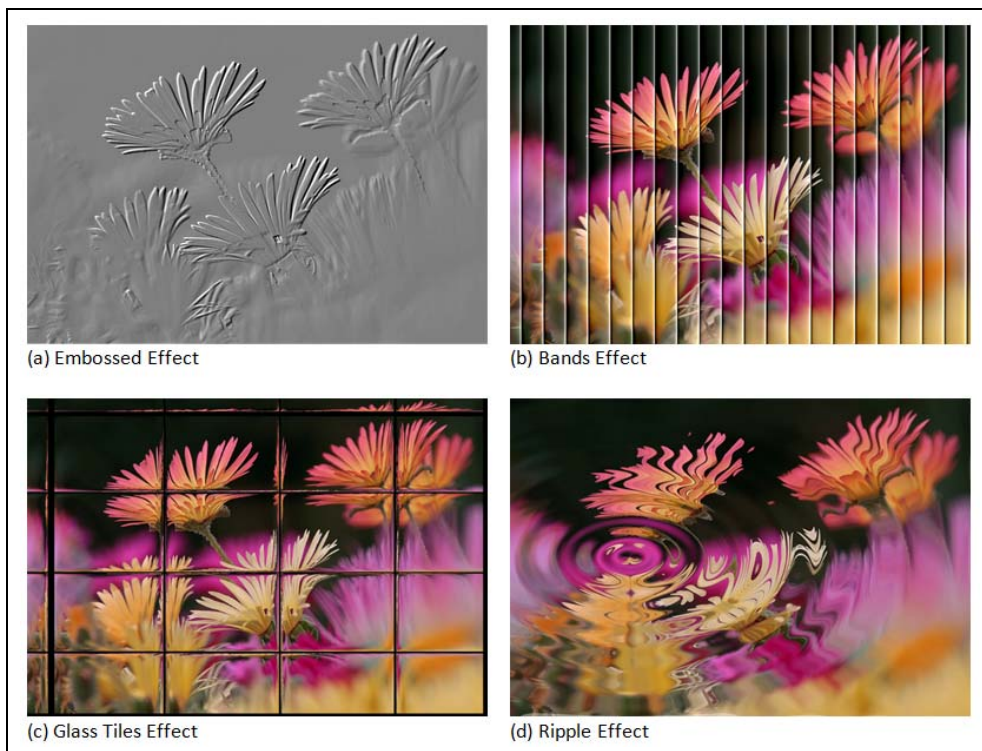 (a) Embossed Effect
(b) Bands Effect
(c) Glass Tiles Effect
(d) Ripple Effect